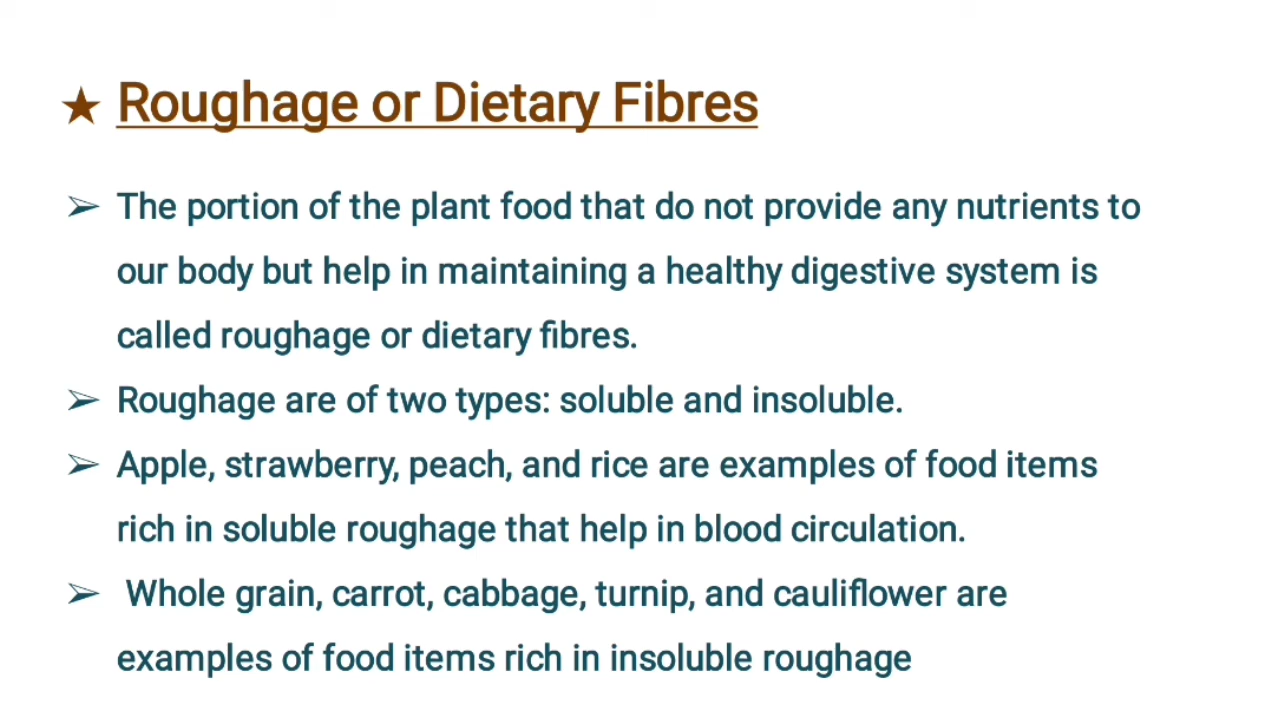 ★ Roughage or Dietary Fibres
➢ The portion of the plant food that do not provide any nutrients to
our body but help in maintaining a healthy digestive system is
called roughage or dietary fibres.
➢ Roughage are of two types: soluble and insoluble.
➢ Apple, strawberry, peach, and rice are examples of food items
rich in soluble roughage that help in blood circulation.
➢ Whole grain, carrot, cabbage, turnip, and cauliflower are
examples of food items rich in insoluble roughage